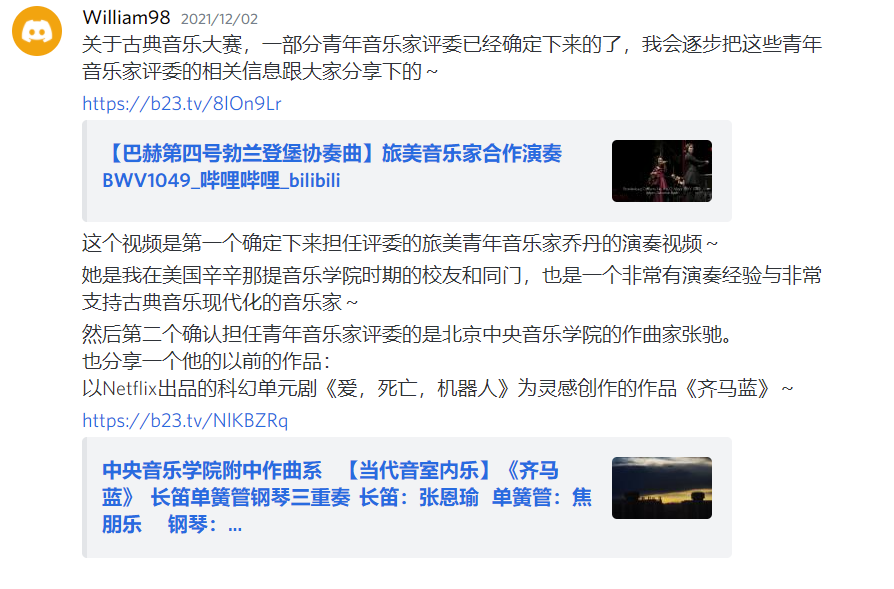 William98 2021/12/02
关于古典音乐大赛，一部分青年音乐家评委已经确定下来的了，我会逐步把这些青年
音乐家评委的相关信息跟大家分享下的～
https://b23.tv/8IOn9Lr
【巴赫第四号勃兰登堡协奏曲】旅美音乐家合作演奏
BWV1049_哔哩哔哩_bilibili
这个视频是第一个确定下来担任评委的旅美青年音乐家乔丹的演奏视频～
她是我在美国辛辛那提音乐学院时期的校友和同门，也是一个非常有演奏经验与非常
支持古典音乐现代化的音乐家～
然后第二个确认担任青年音乐家评委的是北京中央音乐学院的作曲家张驰。
也分享一个他的以前的作品：
以Netflix出品的科幻单元剧《爱，死亡，机器人》为灵感创作的作品《齐马蓝》～
https://b23.tv/NIKBZRq
中央音乐学院附中作曲系 【当代音室内乐】《齐马
蓝》 长笛单簧管钢琴三重奏 长笛：张恩瑜 单簧管：焦
朋乐 钢琴：...